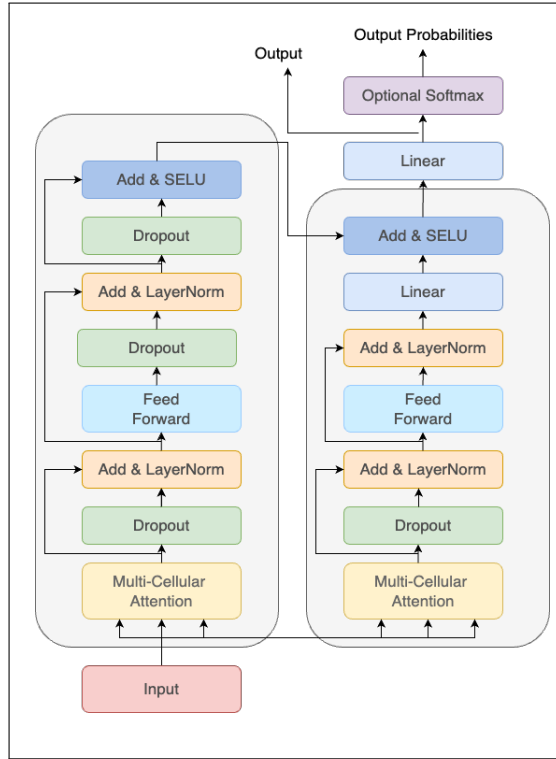 Output Probabilities
Output
Optional Softmax
Linear
Add & SELU
Dropout
Add & LayerNorm
Dropout
Feed
Forward
Add & LayerNorm
Dropout
Multi-Cellular
Attention
Input
Add & SELU
Linear
Add & LayerNorm
Feed
Forward
Add & LayerNorm
Dropout
Multi-Cellular
Attention